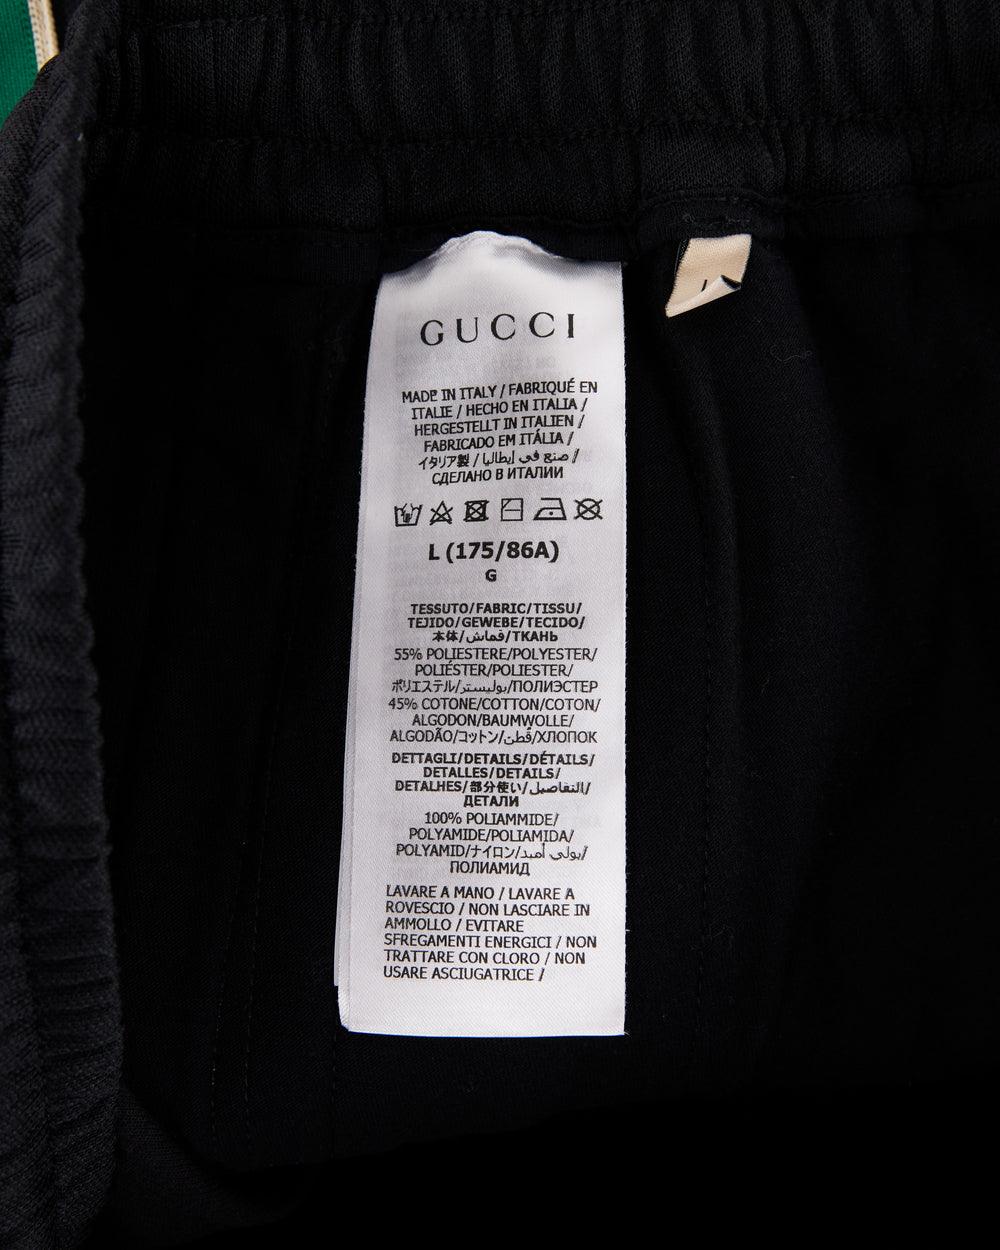 GUCCI
MADE IN ITALY / FABRIQUÉ EN
ITALIE / HECHO EN ITALIA /
HERGESTELLT IN ITALIEN /
FABRICADO EM ITÁLIA /
イタリア製 / صنع في إيطاليا /
СДЕЛАНО В ИТАЛИИ
L (175/86A)
G
TESSUTO/FABRIC/TISSU/
TEJIDO/GEWEBE/TECIDO/
本体/قماش/ТКАНЬ
55% POLIESTERE/POLYESTER/
POLIÉSTER/POLIESTER/
ポリエステル/بوليستر/ПОЛИЭСТЕР
45% COTONE/COTTON/COTON/
ALGODON/BAUMWOLLE/
ALGODÃO/コットン/قطن/ХЛОПОК
DETTAGLI/DETAILS/DÉTAILS/
DETALLES/DETAILS/
DETALHES/部分使い/التفاصيل/
ДЕТАЛИ
100% POLIAMMIDE/
POLYAMIDE/POLIAMIDA/
POLYAMID/ナイロン/بولي أميد/
ПОЛИАМИД
LAVARE A MANO / LAVARE A
ROVESCIO / NON LASCIARE IN
AMMOLLO / EVITARE
SFREGAMENTI ENERGICI / NON
TRATTARE CON CLORO / NON
USARE ASCIUGATRICE /